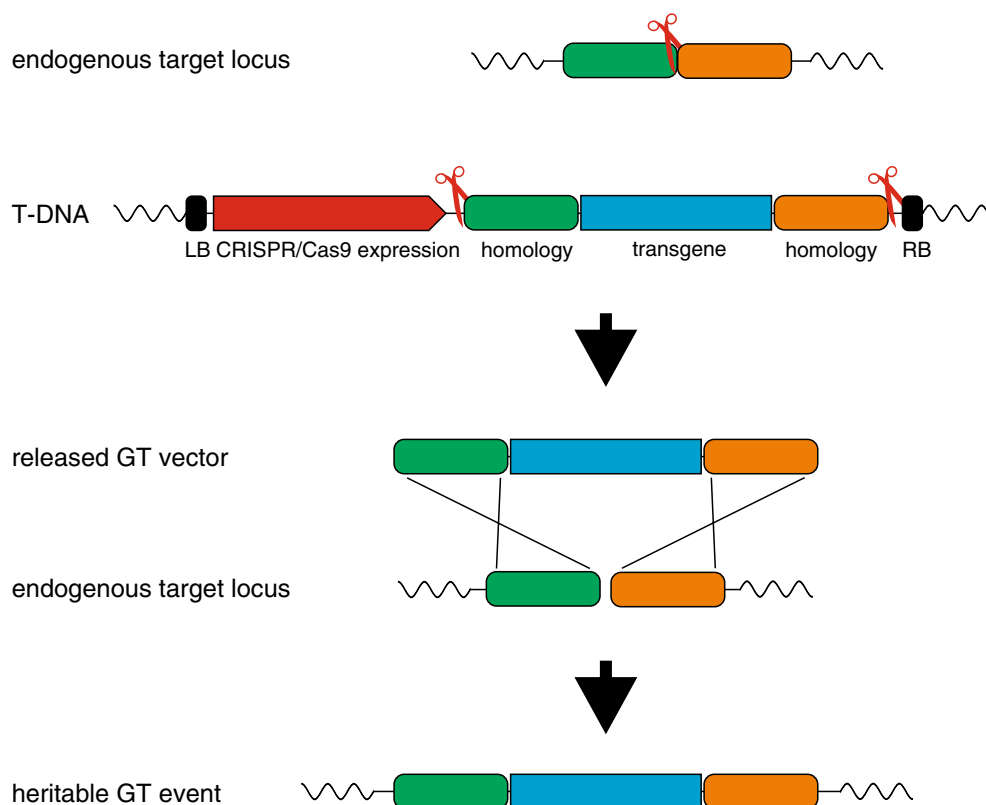 endogenous target locus
T-DNA
LB CRISPR/Cas9 expression homology transgene homology RB
released GT vector
endogenous target locus
heritable GT event